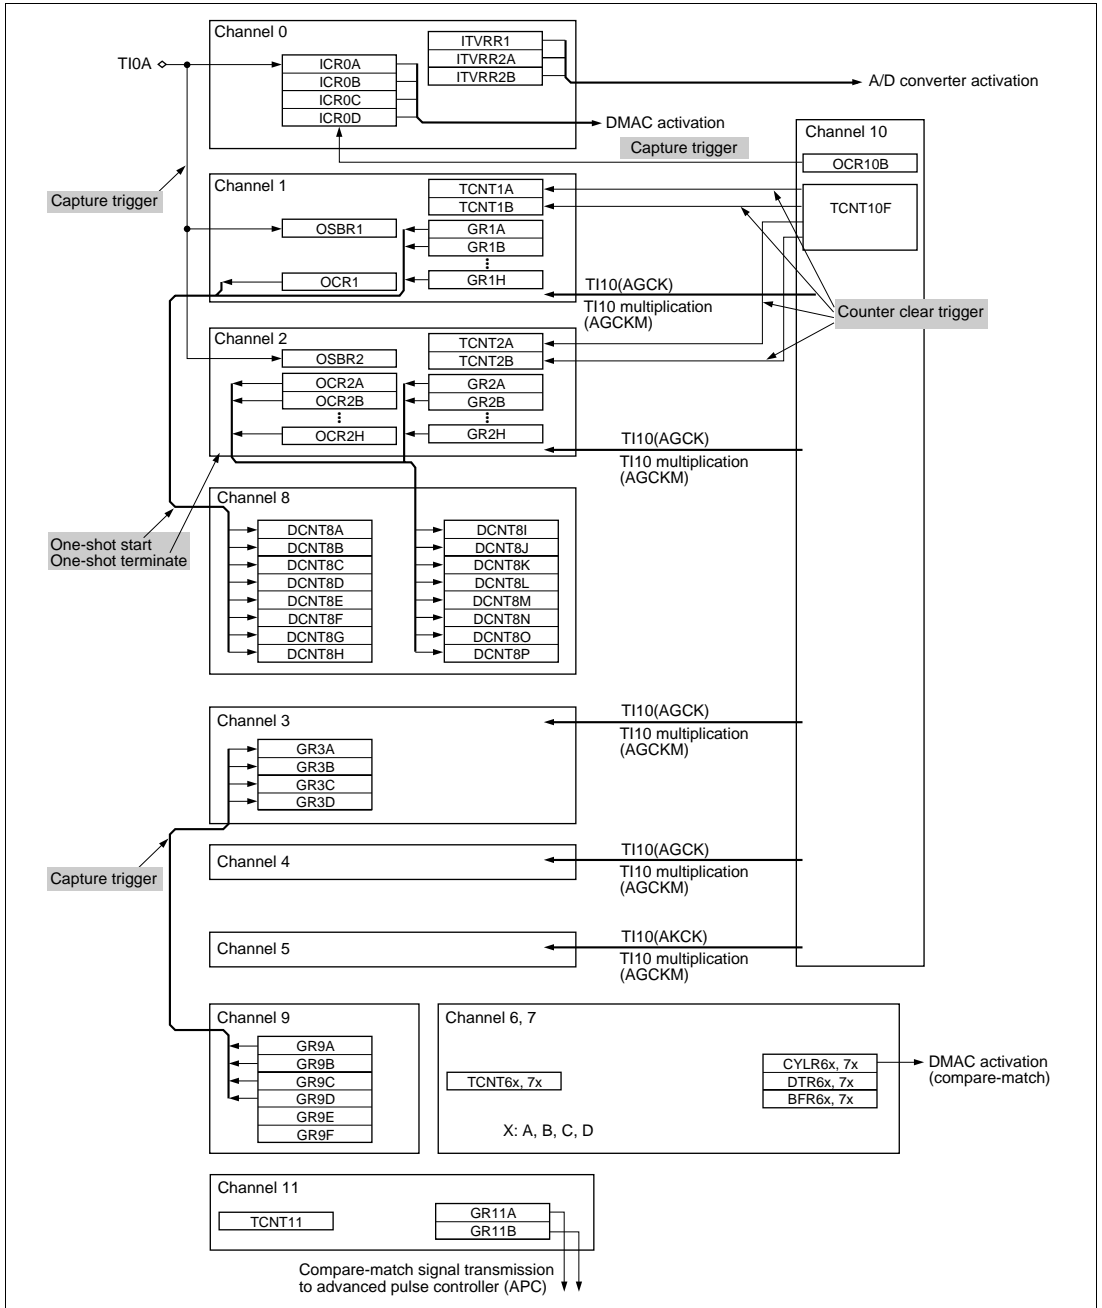 Channel 0
TI0A
ICR0A
ICR0B
ICR0C
ICR0D
ITVRR1
ITVRR2A
ITVRR2B
A/D converter activation
DMAC activation
Capture trigger
Channel 10
OCR10B
TCNT10F
Capture trigger
Channel 1
TCNT1A
TCNT1B
OSBR1
GR1A
GR1B
OCR1
GR1H
TI10(AGCK)
TI10 multiplication
(AGCKM)
Counter clear trigger
Channel 2
TCNT2A
TCNT2B
OSBR2
OCR2A
OCR2B
OCR2H
GR2A
GR2B
GR2H
TI10(AGCK)
TI10 multiplication
(AGCKM)
Channel 8
One-shot start
One-shot terminate
DCNT8A
DCNT8B
DCNT8C
DCNT8D
DCNT8E
DCNT8F
DCNT8G
DCNT8H
DCNT8I
DCNT8J
DCNT8K
DCNT8L
DCNT8M
DCNT8N
DCNT8O
DCNT8P
Channel 3
GR3A
GR3B
GR3C
GR3D
TI10(AGCK)
TI10 multiplication
(AGCKM)
Capture trigger
Channel 4
TI10(AGCK)
TI10 multiplication
(AGCKM)
Channel 5
TI10(AKCK)
TI10 multiplication
(AGCKM)
Channel 9
GR9A
GR9B
GR9C
GR9D
GR9E
GR9F
Channel 6, 7
TCNT6x, 7x
X: A, B, C, D
CYLR6x, 7x
DTR6x, 7x
BFR6x, 7x
DMAC activation
(compare-match)
Channel 11
TCNT11
GR11A
GR11B
Compare-match signal transmission
to advanced pulse controller (APC)